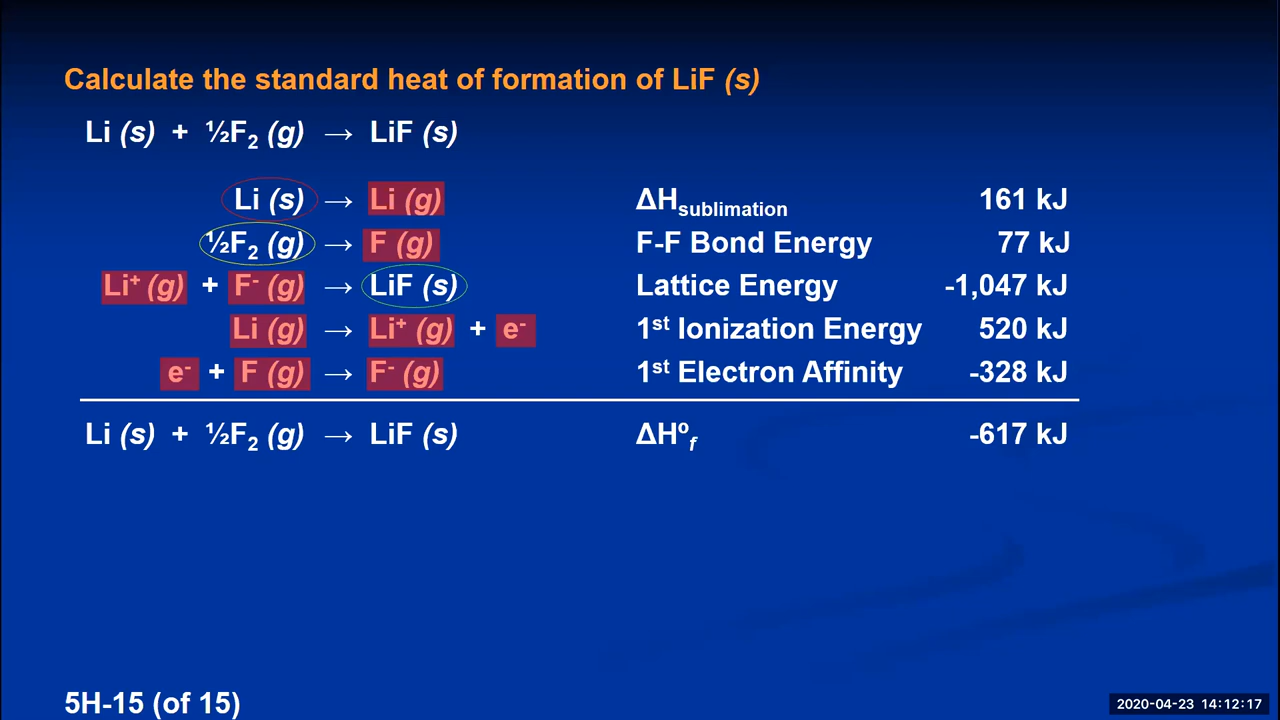 Calculate the standard heat of formation of LiF (s)
Li (s) + ½F₂ (g) → LiF (s)
Li (s) → Li (g) ΔHsublimation 161 kJ
½F₂ (g) → F (g) F-F Bond Energy 77 kJ
Li⁺ (g) + F⁻ (g) → LiF (s) Lattice Energy -1,047 kJ
Li (g) → Li⁺ (g) + e⁻ 1st Ionization Energy 520 kJ
e⁻ + F (g) → F⁻ (g) 1st Electron Affinity -328 kJ
Li (s) + ½F₂ (g) → LiF (s) ΔHºf -617 kJ
5H-15 (of 15)
2020-04-23 14:12:17